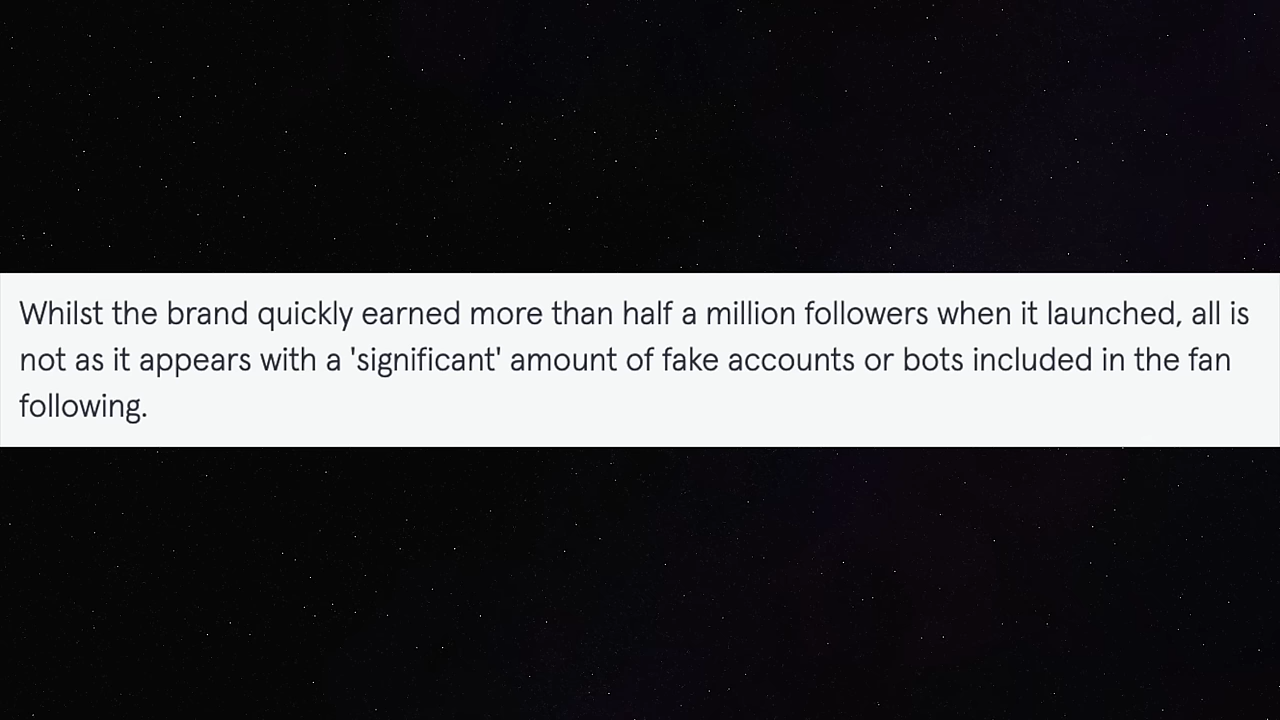 Whilst the brand quickly earned more than half a million followers when it launched, all is
not as it appears with a 'significant' amount of fake accounts or bots included in the fan
following.